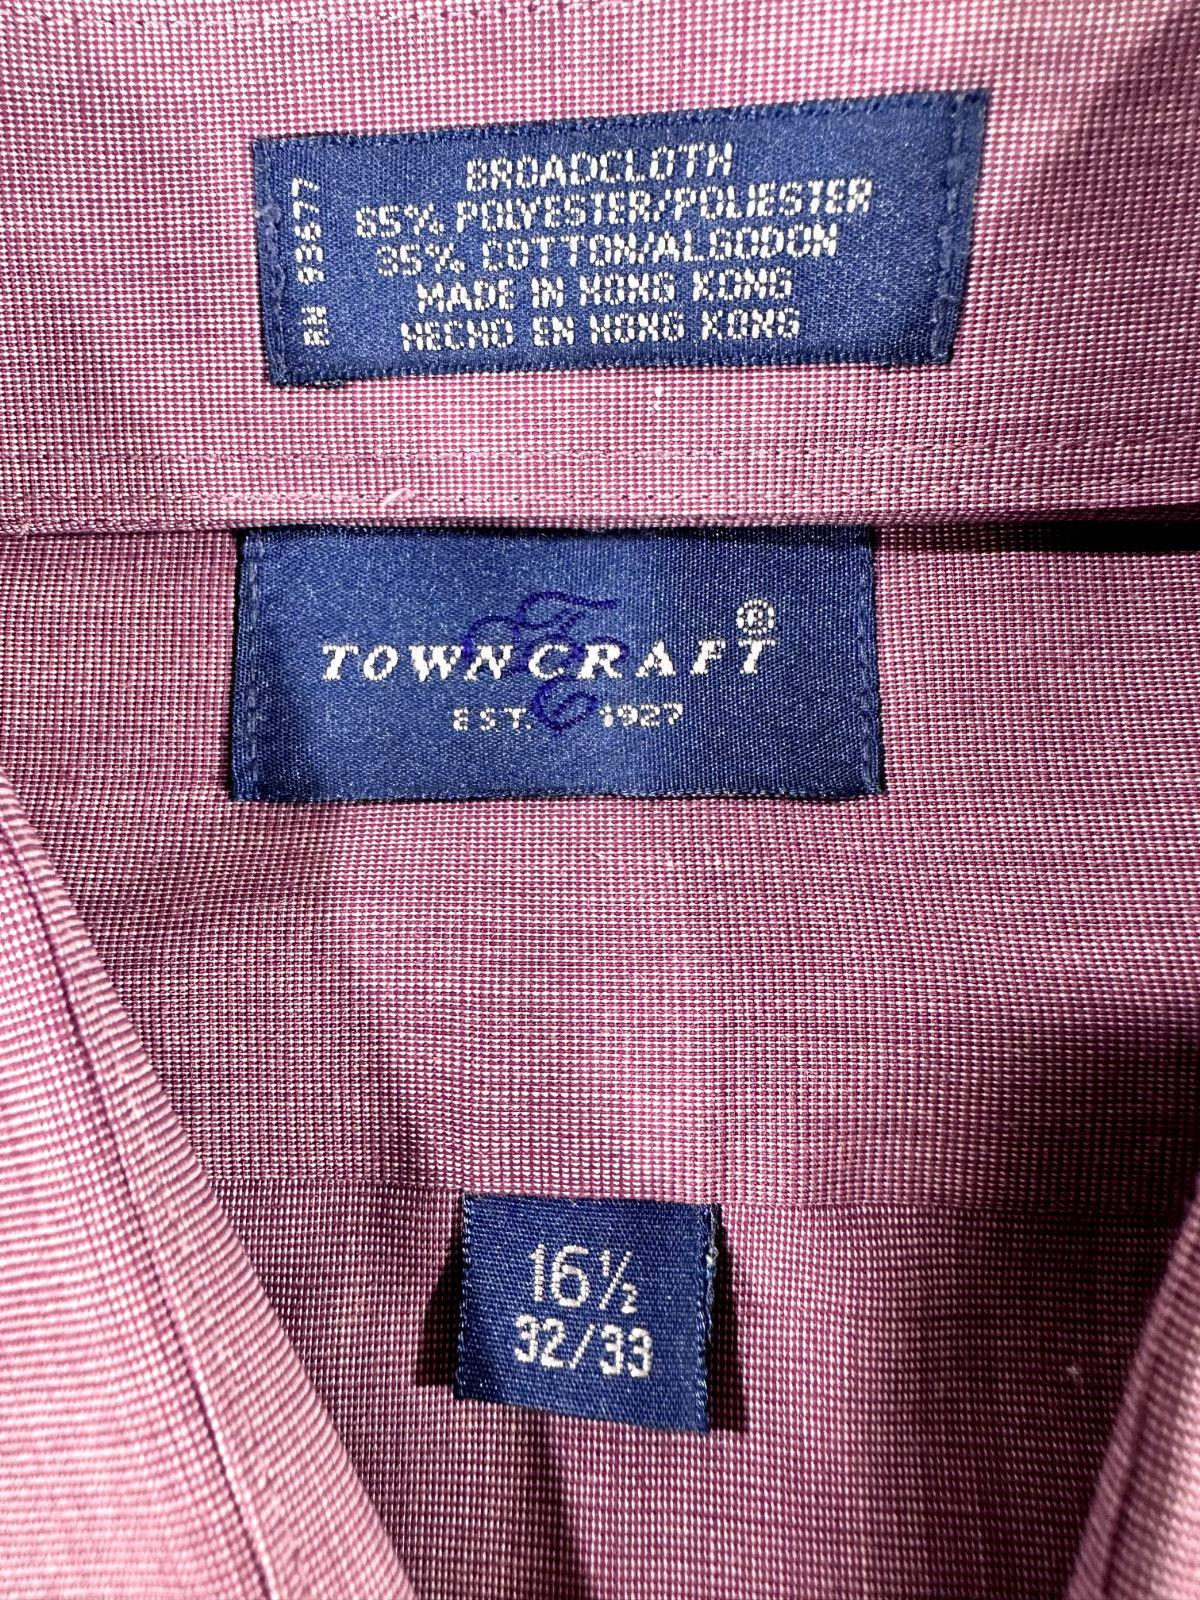 BROADCLOTH
65% POLYESTER/POLIESTER
35% COTTON/ALGODON
MADE IN HONG KONG
HECHO EN HONG KONG
RN 93677
TOWNCRAFT®
EST. 1927
16½
32/33